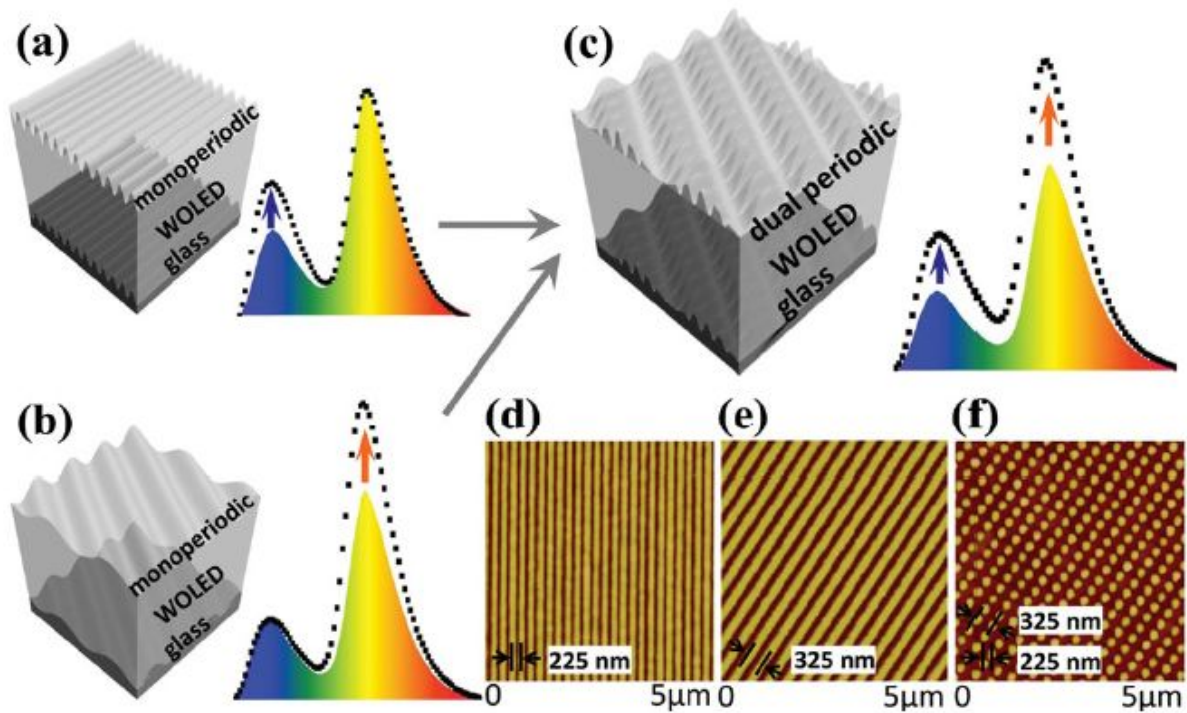 (a)
monoperiodic
WOLED
glass
(c)
dual periodic
WOLED
glass
(b)
monoperiodic
WOLED
glass
(d)
225 nm
0 5μm
(e)
325 nm
0 5μm
(f)
325 nm
225 nm
0 5μm